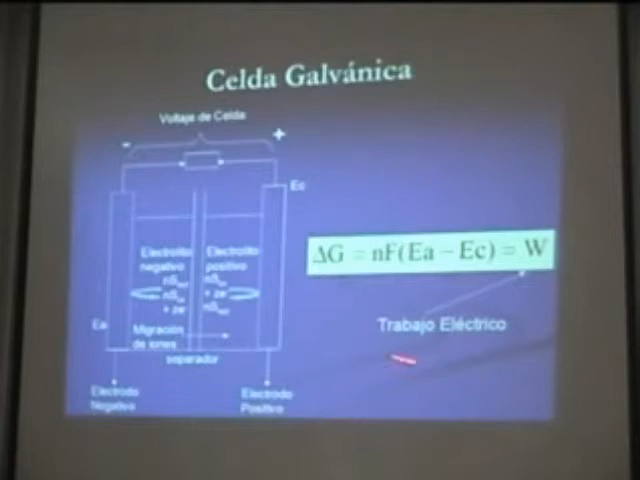 Celda Galvánica
Voltaje de Celda
-
+
Ec
Electrolito
negativo
Electrolito
positivo
ΔG = nF(Ea – Ec) = W
Ea
Migración
de iones
separador
Trabajo Eléctrico
Electrodo
Negativo
Electrodo
Positivo